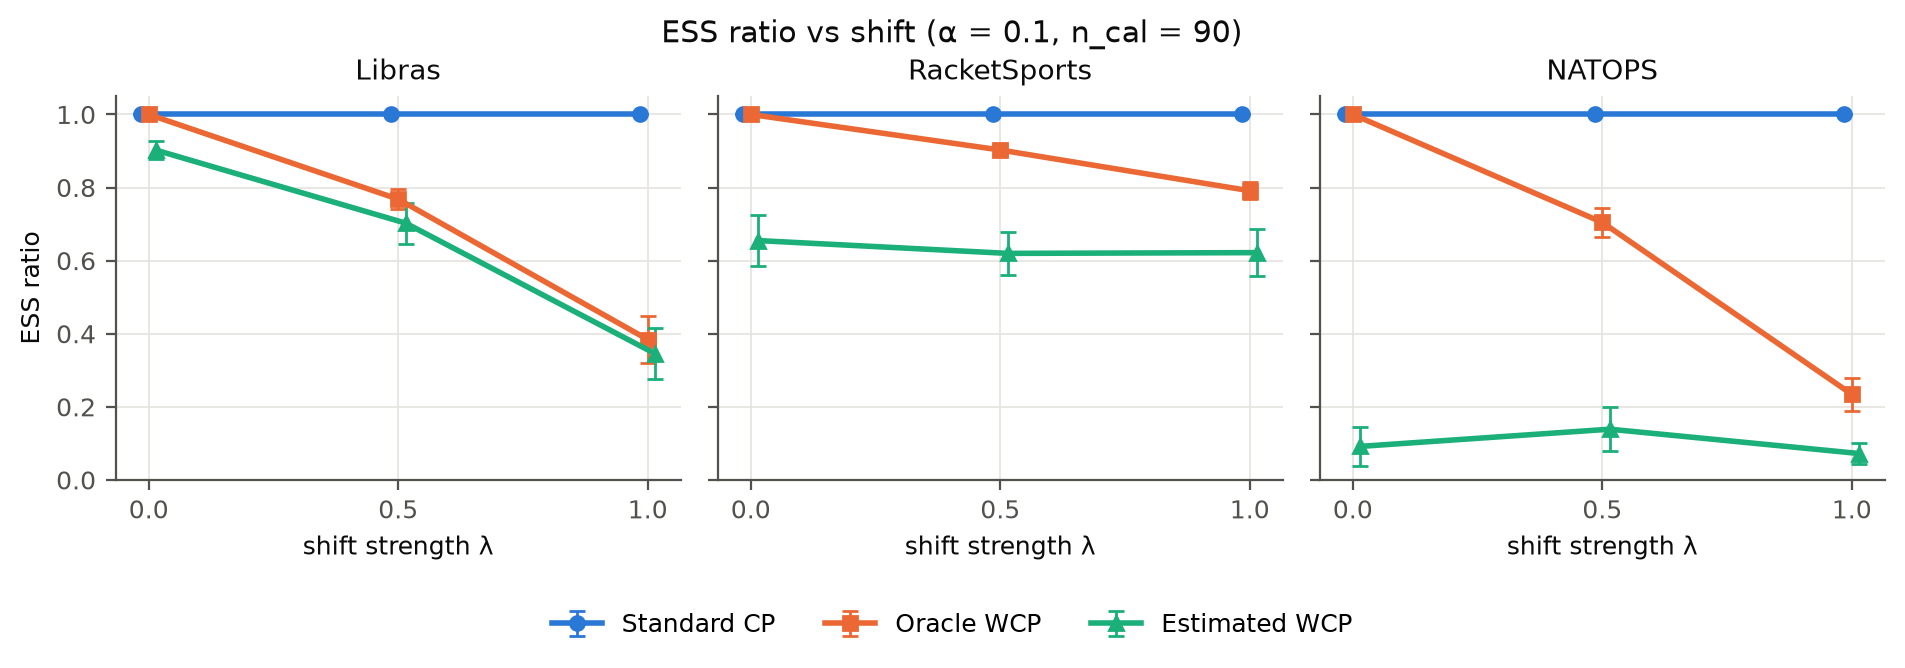 ESS ratio vs shift (α = 0.1, n_cal = 90)
Libras
RacketSports
NATOPS
ESS ratio
1.0
0.8
0.6
0.4
0.2
0.0
0.0 0.5 1.0
0.0 0.5 1.0
0.0 0.5 1.0
shift strength λ
shift strength λ
shift strength λ
Standard CP
Oracle WCP
Estimated WCP